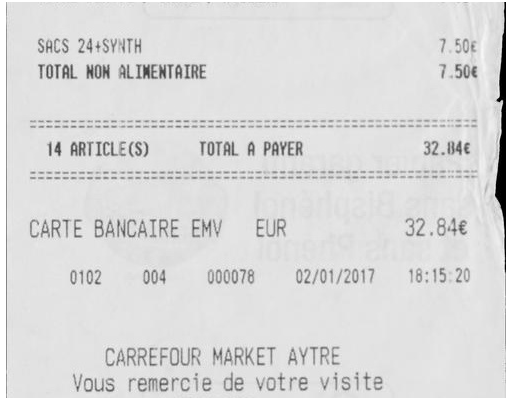 SACS 24+SYNTH 7.50€
TOTAL NON ALIMENTAIRE 7.50€
14 ARTICLE(S) TOTAL A PAYER 32.84€
CARTE BANCAIRE EMV EUR 32.84€
0102 004 000078 02/01/2017 18:15:20
CARREFOUR MARKET AYTRE
Vous remercie de votre visite